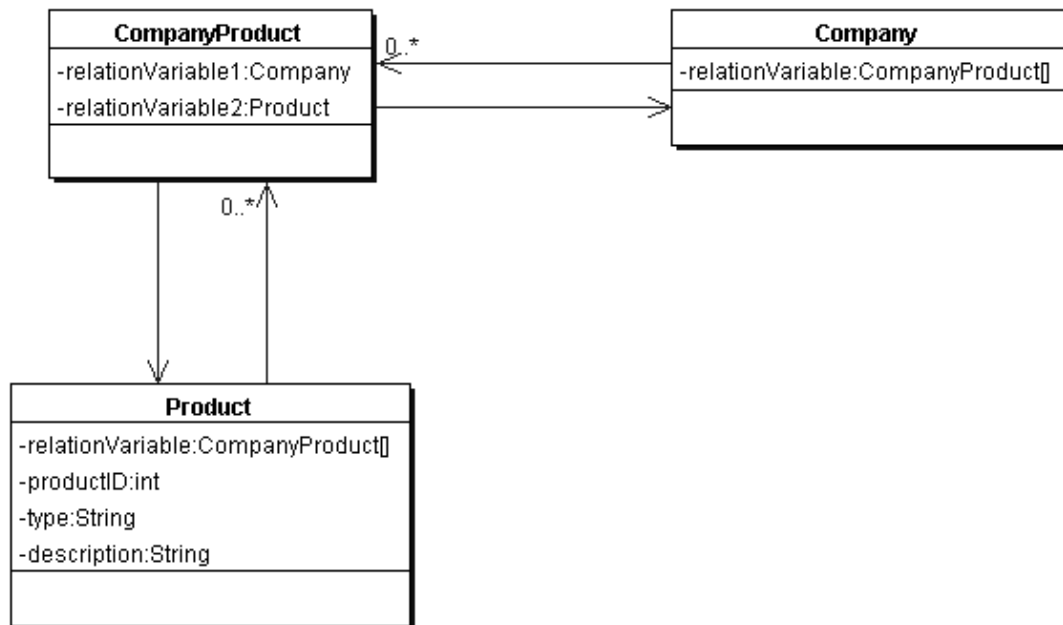 CompanyProduct
-relationVariable1:Company
-relationVariable2:Product
0..*
Company
-relationVariable:CompanyProduct[]
0..*
Product
-relationVariable:CompanyProduct[]
-productID:int
-type:String
-description:String